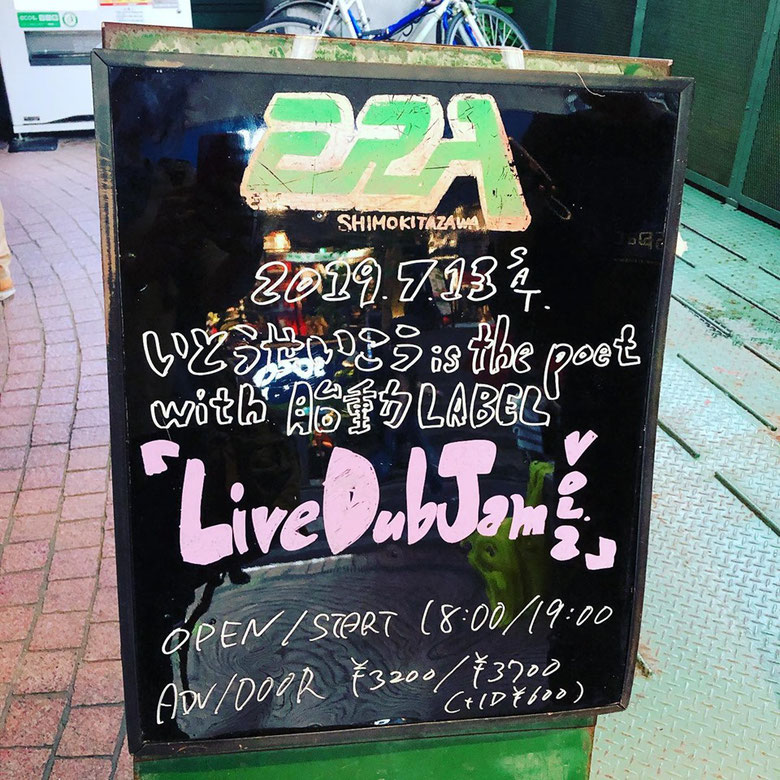 ERA
SHIMOKITAZAWA
2019.7.13 SAT.
いとうせいこう is the poet
with 胎動LABEL
「LiveDubJam VOL.2」
OPEN/START 18:00/19:00
ADV/DOOR ¥3200/¥3700
(+1D¥600)